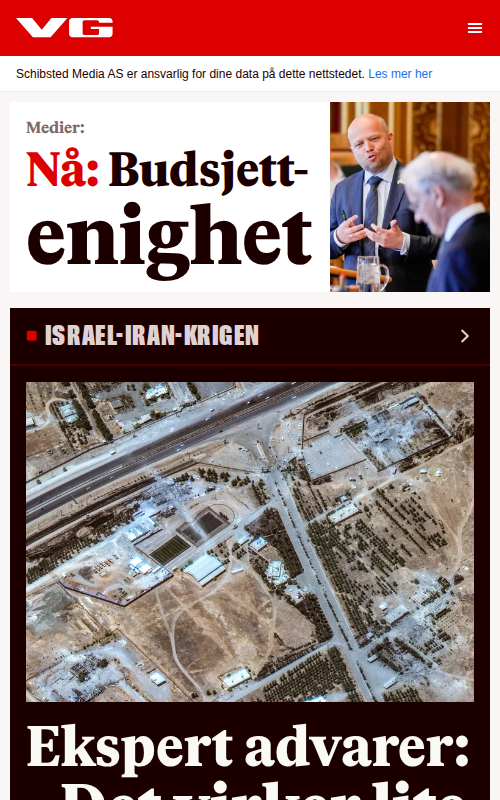 VG
Schibsted Media AS er ansvarlig for dine data på dette nettstedet. Les mer her
Medier:
Nå: Budsjett-
enighet
ISRAEL-IRAN-KRIGEN
Ekspert advarer: